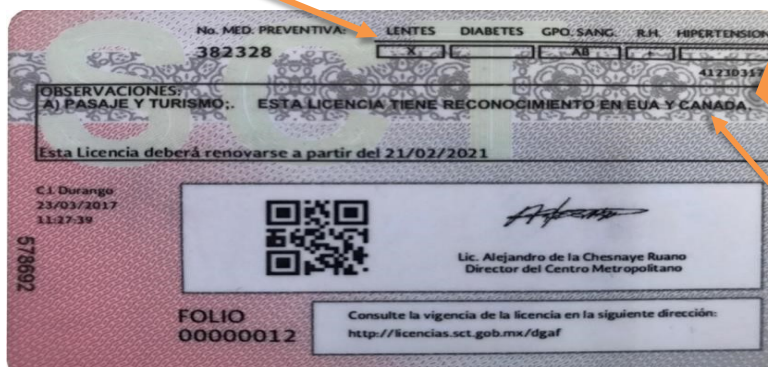 No. MED. PREVENTIVA: LENTES DIABETES GPO. SANG. R.H. HIPERTENSION
382328 X AB +
SCT
OBSERVACIONES:
A) PASAJE Y TURISMO;. ESTA LICENCIA TIENE RECONOCIMIENTO EN EUA Y CANADA.
Esta Licencia deberá renovarse a partir del 21/02/2021
C.I. Durango
23/03/2017
11:27:39
578692
Lic. Alejandro de la Chesnaye Ruano
Director del Centro Metropolitano
FOLIO
00000012
Consulte la vigencia de la licencia en la siguiente dirección:
http://licencias.sct.gob.mx/dgaf